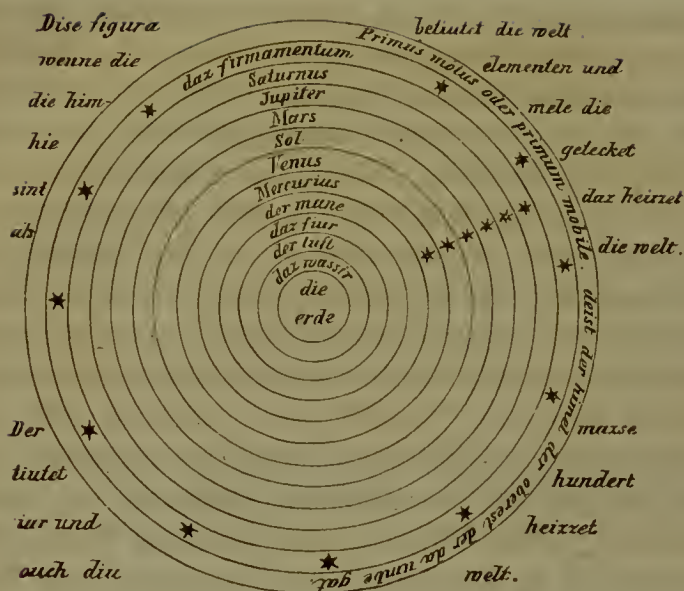 Dise figura betiutet die welt
wenne die elementen und
die him- mele die
hie gelecket
sint daz heizzet
als die welt.
Primus motus oder primum mobile. deist der himel der oberest der da umbe gat.
daz firmamentum
Saturnus
Jupiter
Mars
Sol
Venus
Mercurius
der mane
daz fiur
der luft
daz wassir
die
erde
Der maxse
tiutet hundert
iar und heizzet
auch diu welt.